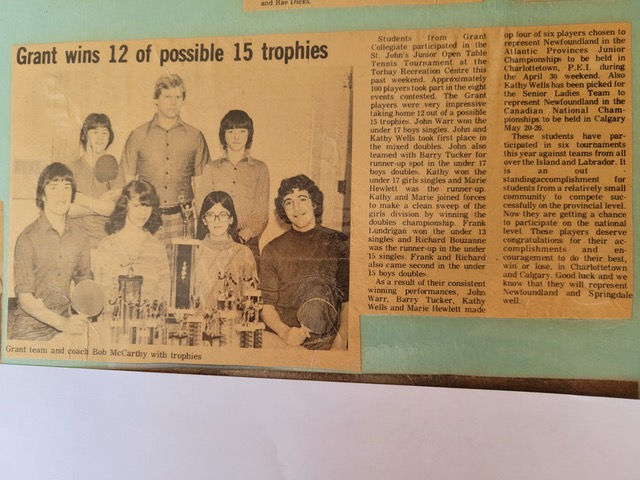 and Rae Dicks.
Grant wins 12 of possible 15 trophies
Grant team and coach Bob McCarthy with trophies
Students from Grant
Collegiate participated in the
St. John's Junior Open Table
Tennis Tournament at the
Torbay Recreation Centre this
past weekend. Approximately
100 players took part in the eight
events contested. The Grant
players were very impressive
taking home 12 out of a possible
15 trophies. John Warr won the
under 17 boys singles. John and
Kathy Wells took first place in
the mixed doubles. John also
teamed with Barry Tucker for
runner-up spot in the under 17
boys doubles. Kathy won the
under 17 girls singles and Marie
Hewlett was the runner-up.
Kathy and Marie joined forces
to make a clean sweep of the
girls division by winning the
doubles championship. Frank
Lundrigan won the under 13
singles and Richard Bouzanne
was the runner-up in the under
15 singles. Frank and Richard
also came second in the under
15 boys doubles.
As a result of their consistent
winning performances, John
Warr, Barry Tucker, Kathy
Wells and Marie Hewlett made
up four of six players chosen to
represent Newfoundland in the
Atlantic Provinces Junior
Championships to be held in
Charlottetown, P.E.I. during
the April 30 weekend. Also
Kathy Wells has been picked for
the Senior Ladies Team to
represent Newfoundland in the
Canadian National Cham-
pionships to be held in Calgary
May 20-26.
These students have par-
ticipated in six tournaments
this year against teams from all
over the Island and Labrador. It
is an out
standingaccomplishment for
students from a relatively small
community to compete suc-
cessfully on the provincial level.
Now they are getting a chance
to participate on the national
level. These players deserve
congratulations for their ac-
complishments and en-
couragement to do their best,
win or lose, in Charlottetown
and Calgary. Good luck and we
know that they will represent
Newfoundland and Springdale
well.